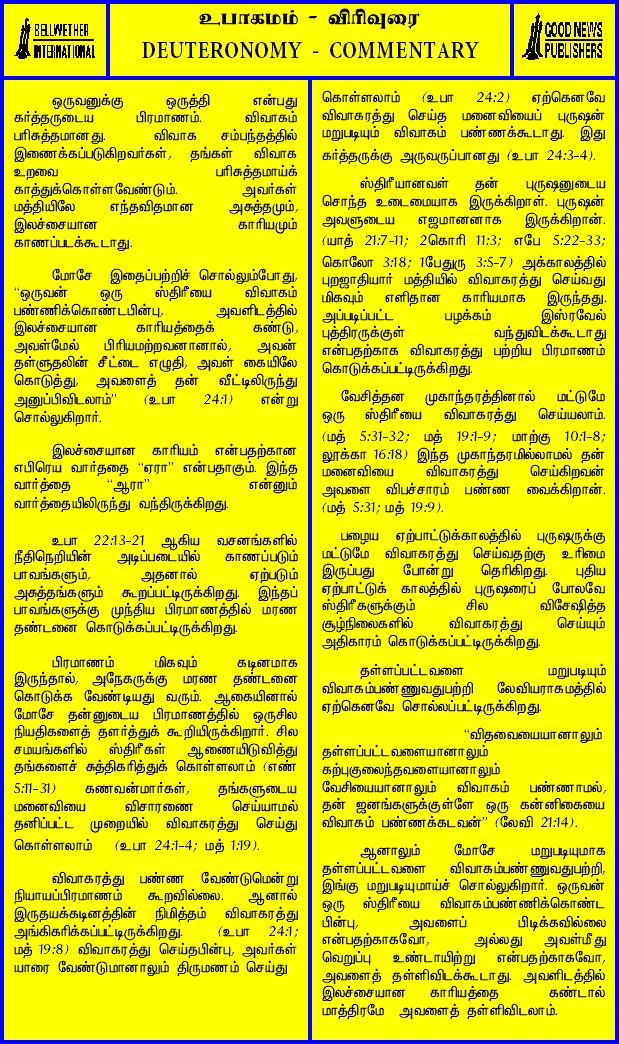 BELLWETHER
INTERNATIONAL
உபாகமம் - விரிவுரை
DEUTERONOMY - COMMENTARY
GOOD NEWS
PUBLISHERS
ஒருவனுக்கு ஒருத்தி என்பது
கர்த்தருடைய பிரமாணம். விவாகம்
பரிசுத்தமானது. விவாக சம்பந்தத்தில்
இணைக்கப்படுகிறவர்கள், தங்கள் விவாக
உறவை பரிசுத்தமாய்க்
காத்துக்கொள்ளவேண்டும். அவர்கள்
மத்தியிலே எந்தவிதமான அசுத்தமும்,
இலச்சையான காரியமும்
காணப்படக்கூடாது.
மோசே இதைப்பற்றிச் சொல்லும்போது,
“ஒருவன் ஒரு ஸ்திரீயை விவாகம்
பண்ணிக்கொண்டபின்பு, அவளிடத்தில்
இலச்சையான காரியத்தைக் கண்டு,
அவள்மேல் பிரியமற்றவனானால், அவன்
தள்ளுதலின் சீட்டை எழுதி, அவள் கையிலே
கொடுத்து, அவளைத் தன் வீட்டிலிருந்து
அனுப்பிவிடலாம்” (உபா 24:1) என்று
சொல்லுகிறார்.
இலச்சையான காரியம் என்பதற்கான
எபிரெய வார்த்தை “ஏரா” என்பதாகும். இந்த
வார்த்தை “ஆரா” என்னும்
வார்த்தையிலிருந்து வந்திருக்கிறது.
உபா 22:13-21 ஆகிய வசனங்களில்
நீதிநெறியின் அடிப்படையில் காணப்படும்
பாவங்களும், அதனால் ஏற்படும்
அசுத்தங்களும் கூறப்பட்டிருக்கிறது. இந்தப்
பாவங்களுக்கு முந்திய பிரமாணத்தில் மரண
தண்டனை கொடுக்கப்பட்டிருக்கிறது.
பிரமாணம் மிகவும் கடினமாக
இருந்தால், அநேகருக்கு மரண தண்டனை
கொடுக்க வேண்டியது வரும். ஆகையினால்
மோசே தன்னுடைய பிரமாணத்தில் ஒருசில
நியதிகளைத் தளர்த்துக் கூறியிருக்கிறார். சில
சமயங்களில் ஸ்திரீகள் ஆணையிடுவித்து
தங்களைச் சுத்திகரித்துக் கொள்ளலாம் (எண்
5:11-31) கணவன்மார்கள், தங்களுடைய
மனைவியை விசாரணை செய்யாமல்
தனிப்பட்ட முறையில் விவாகரத்து செய்து
கொள்ளலாம் (உபா 24:1-4; மத் 1:19).
விவாகரத்து பண்ண வேண்டுமென்று
நியாயப்பிரமாணம் கூறவில்லை. ஆனால்
இருதயக்கடினத்தின் நிமித்தம் விவாகரத்து
அங்கிகரிக்கப்பட்டிருக்கிறது. (உபா 24:1;
மத் 19:8) விவாகரத்து செய்தபின்பு, அவர்கள்
யாரை வேண்டுமானாலும் திருமணம் செய்து
கொள்ளலாம் (உபா 24:2) ஏற்கெனவே
விவாகரத்து செய்த மனைவியைப் புருஷன்
மறுபடியும் விவாகம் பண்ணக்கூடாது. இது
கர்த்தருக்கு அருவருப்பானது (உபா 24:3-4).
ஸ்திரீயானவள் தன் புருஷனுடைய
சொந்த உடைமையாக இருக்கிறாள். புருஷன்
அவளுடைய எஜமானனாக இருக்கிறான்.
(யாத் 21:7-11; 2கொரி 11:3; எபே 5:22-33;
கொலோ 3:18; 1பேதுரு 3:5-7) அக்காலத்தில்
புறஜாதியார் மத்தியில் விவாகரத்து செய்வது
மிகவும் எளிதான காரியமாக இருந்தது.
அப்படிப்பட்ட பழக்கம் இஸ்ரவேல்
புத்திரருக்குள் வந்துவிடக்கூடாது
என்பதற்காக விவாகரத்து பற்றிய பிரமாணம்
கொடுக்கப்பட்டிருக்கிறது.
வேசித்தன முகாந்தரத்தினால் மட்டுமே
ஒரு ஸ்திரீயை விவாகரத்து செய்யலாம்.
(மத் 5:31-32; மத் 19:1-9; மாற்கு 10:1-8;
லூக்கா 16:18) இந்த முகாந்தரமில்லாமல் தன்
மனைவியை விவாகரத்து செய்கிறவன்
அவளை விபச்சாரம் பண்ண வைக்கிறான்.
(மத் 5:31; மத் 19:9).
பழைய ஏற்பாட்டுக்காலத்தில் புருஷருக்கு
மட்டுமே விவாகரத்து செய்வதற்கு உரிமை
இருப்பது போன்று தெரிகிறது. புதிய
ஏற்பாட்டுக் காலத்தில் புருஷரைப் போலவே
ஸ்திரீகளுக்கும் சில விசேஷித்த
சூழ்நிலைகளில் விவாகரத்து செய்யும்
அதிகாரம் கொடுக்கப்பட்டிருக்கிறது.
தள்ளப்பட்டவளை மறுபடியும்
விவாகம்பண்ணுவதுபற்றி லேவியராகமத்தில்
ஏற்கெனவே சொல்லப்பட்டிருக்கிறது.
“விதவையையானாலும்
தள்ளப்பட்டவளையானாலும்
கற்புகுலைந்தவளையானாலும்
வேசியையானாலும் விவாகம் பண்ணாமல்,
தன் ஜனங்களுக்குள்ளே ஒரு கன்னிகையை
விவாகம் பண்ணக்கடவன்” (லேவி 21:14).
ஆனாலும் மோசே மறுபடியுமாக
தள்ளப்பட்டவளை விவாகம்பண்ணுவதுபற்றி,
இங்கு மறுபடியுமாய்ச் சொல்லுகிறார். ஒருவன்
ஒரு ஸ்திரீயை விவாகம்பண்ணிக்கொண்ட
பின்பு, அவளைப் பிடிக்கவில்லை
என்பதற்காகவோ, அல்லது அவள்மீது
வெறுப்பு உண்டாயிற்று என்பதற்காகவோ,
அவளைத் தள்ளிவிடக்கூடாது. அவளிடத்தில்
இலச்சையான காரியத்தை கண்டால்
மாத்திரமே அவளைத் தள்ளிவிடலாம்.